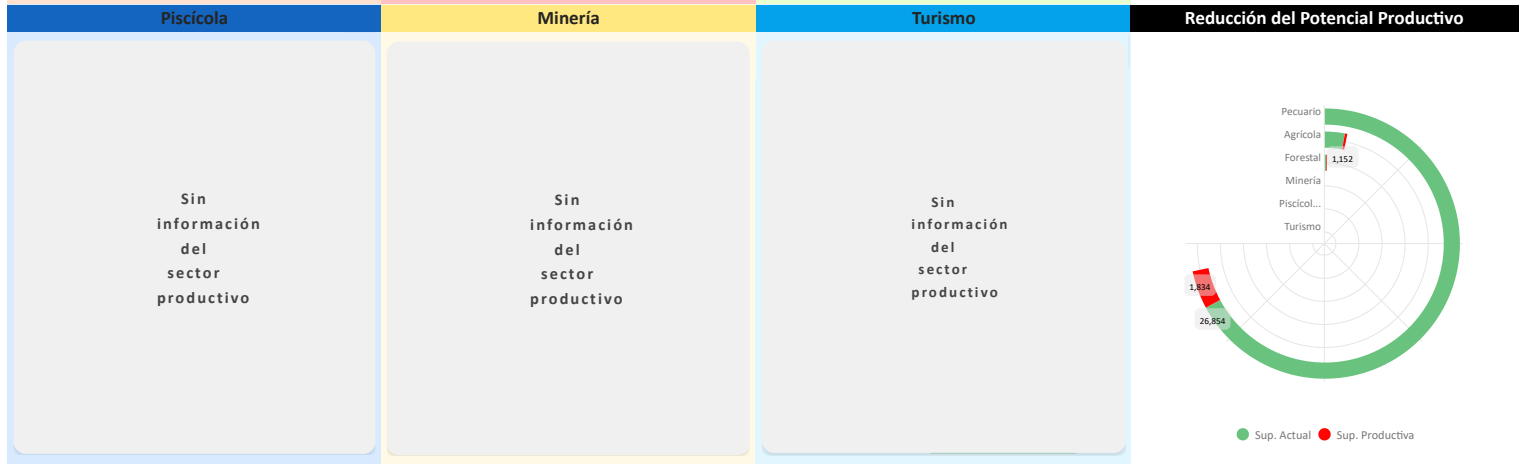 Piscícola
Sin
información
del
sector
productivo
Minería
Sin
información
del
sector
productivo
Turismo
Sin
información
del
sector
productivo
Reducción del Potencial Productivo
Pecuario
Agrícola
Forestal
1,152
Minería
Piscícol...
Turismo
1,834
26,854
Sup. Actual
Sup. Productiva